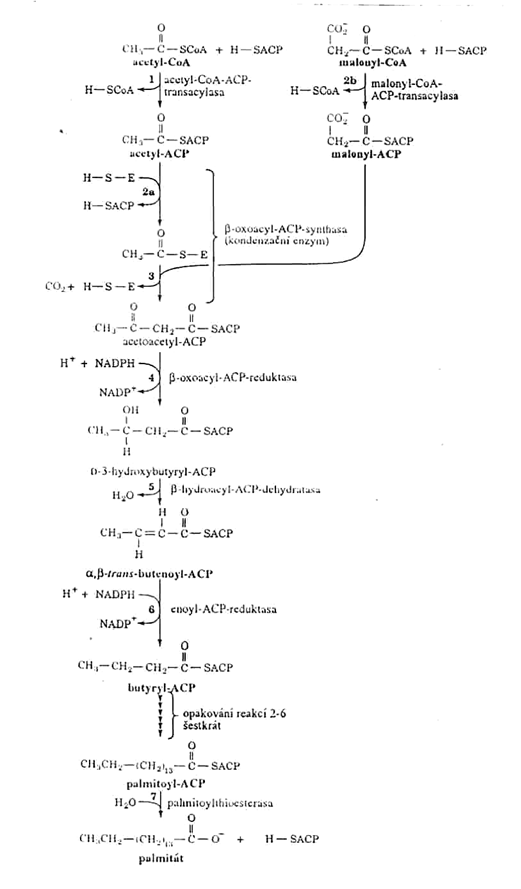 O CO₂⁻ O
CH₃—C—SCoA + H—SACP CH₂—C—SCoA + H—SACP
acetyl-CoA malonyl-CoA
1 acetyl-CoA-ACP-
transacylasa
H—SCoA
2b malonyl-CoA-
ACP-transacylasa
H—SCoA
O CO₂⁻ O
CH₃—C—SACP CH₂—C—SACP
acetyl-ACP malonyl-ACP
H—S—E
2a
H—SACP
β-oxoacyl-ACP-synthasa
(kondenzační enzym)
O
CH₃—C—S—E
3
CO₂ + H—S—E
O O
CH₃—C—CH₂—C—SACP
acetoacetyl-ACP
H⁺ + NADPH
4 β-oxoacyl-ACP-reduktasa
NADP⁺
OH O
CH₃—C—CH₂—C—SACP
H
D-3-hydroxybutyryl-ACP
5 β-hydroacyl-ACP-dehydratasa
H₂O
H O
CH₃—C=C—C—SACP
H
α,β-trans-butenoyl-ACP
H⁺ + NADPH
6 enoyl-ACP-reduktasa
NADP⁺
O
CH₃—CH₂—CH₂—C—SACP
butyryl-ACP
opakování reakcí 2-6
šestkrát
O
CH₃CH₂—(CH₂)₁₃—C—SACP
palmitoyl-ACP
H₂O 7 palmitoylthioesterasa
O
CH₃CH₂—(CH₂)₁₃—C—O⁻ + H—SACP
palmitát